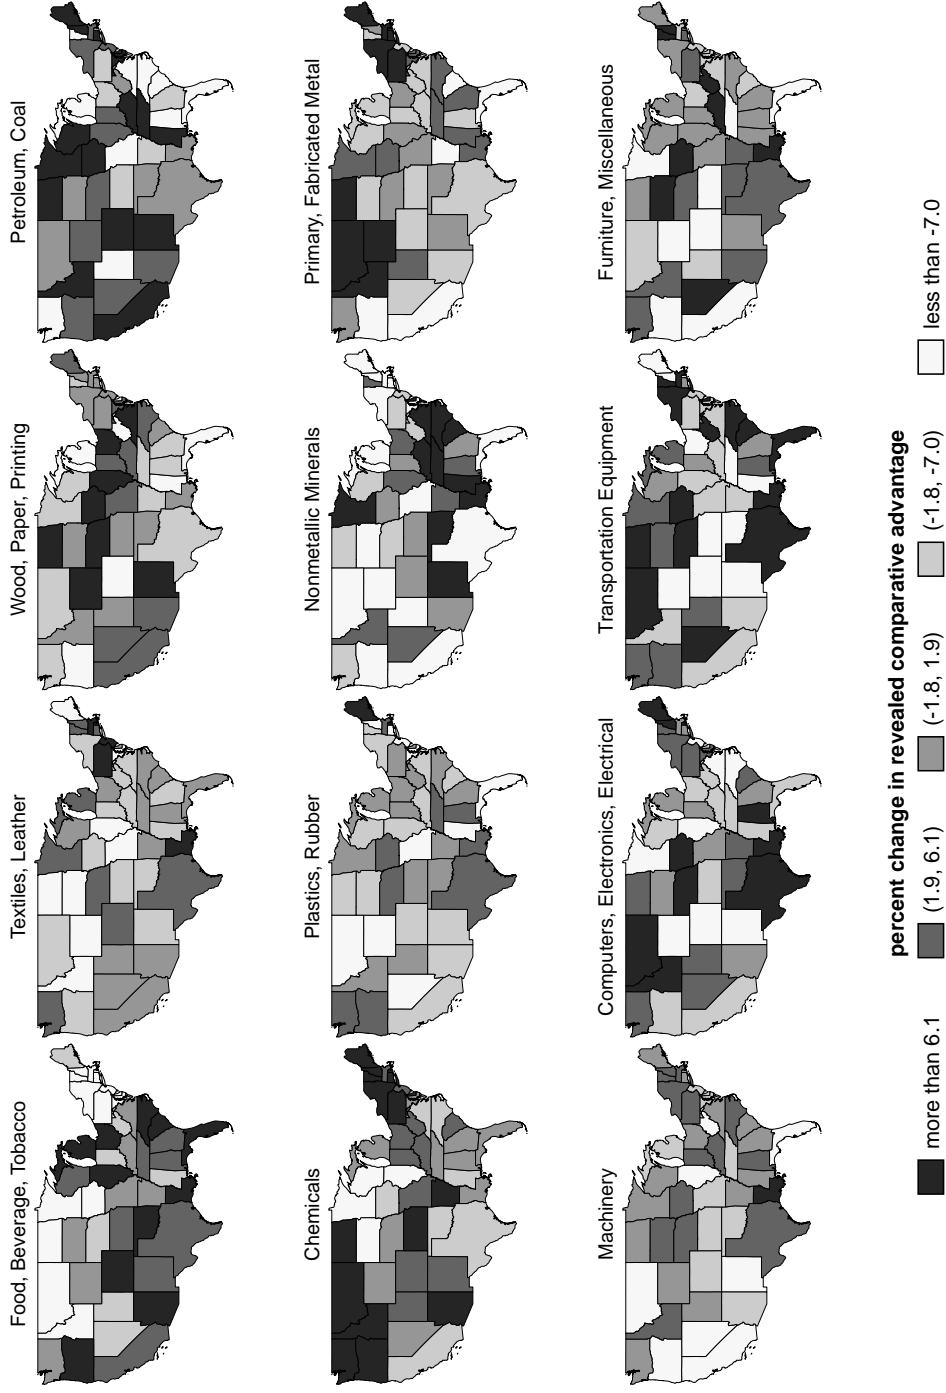 Food, Beverage, Tobacco
Textiles, Leather
Wood, Paper, Printing
Petroleum, Coal
Chemicals
Plastics, Rubber
Nonmetallic Minerals
Primary, Fabricated Metal
Machinery
Computers, Electronics, Electrical
Transportation Equipment
Furniture, Miscellaneous
percent change in revealed comparative advantage
more than 6.1
(1.9, 6.1)
(-1.8, 1.9)
(-1.8, -7.0)
less than -7.0